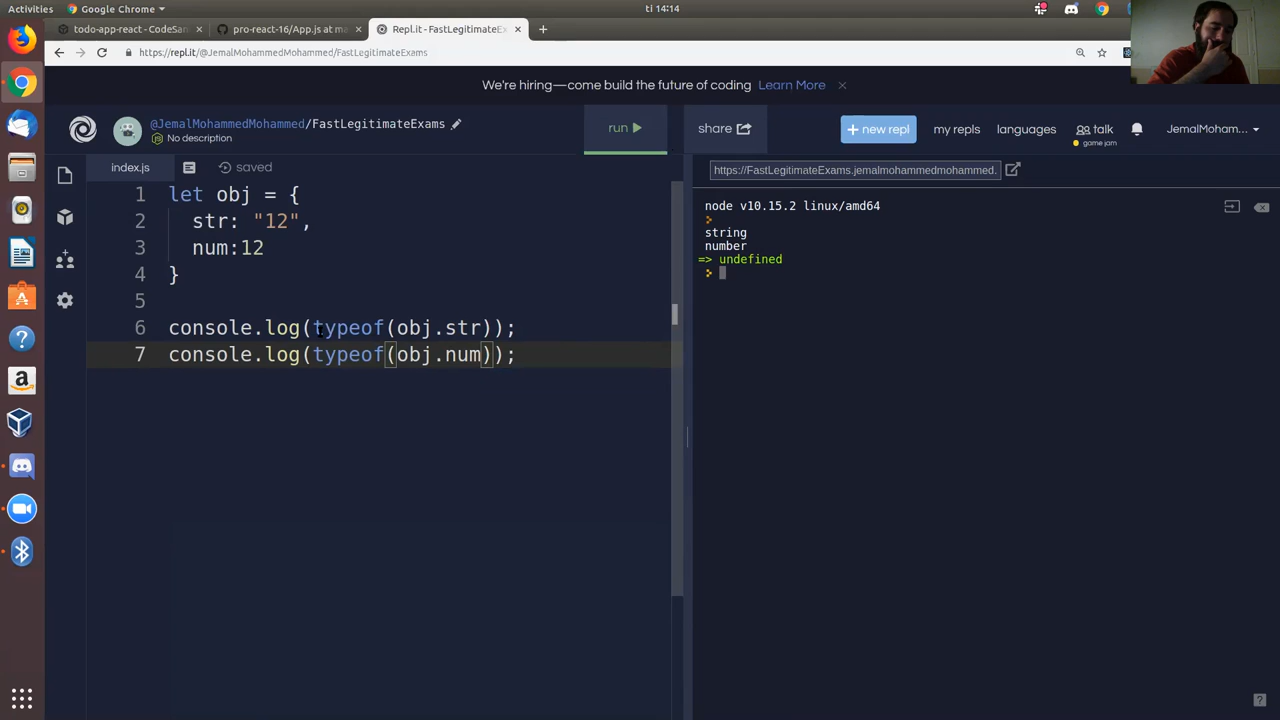 Activities Google Chrome ti 14:14
todo-app-react - CodeSan × pro-react-16/App.js at ma × Repl.it - FastLegitimateExa × +
https://repl.it/@JemalMohammedMohammed/FastLegitimateExams
We're hiring—come build the future of coding Learn More ×
@JemalMohammedMohammed/FastLegitimateExams
No description
run
share
+ new repl
my repls
languages
talk
game jam
JemalMoham...
index.js
saved
https://FastLegitimateExams.jemalmohammedmohammed.
1 let obj = {
2 str: "12",
3 num:12
4 }
5
6 console.log(typeof(obj.str));
7 console.log(typeof(obj.num));
node v10.15.2 linux/amd64
string
number
=> undefined